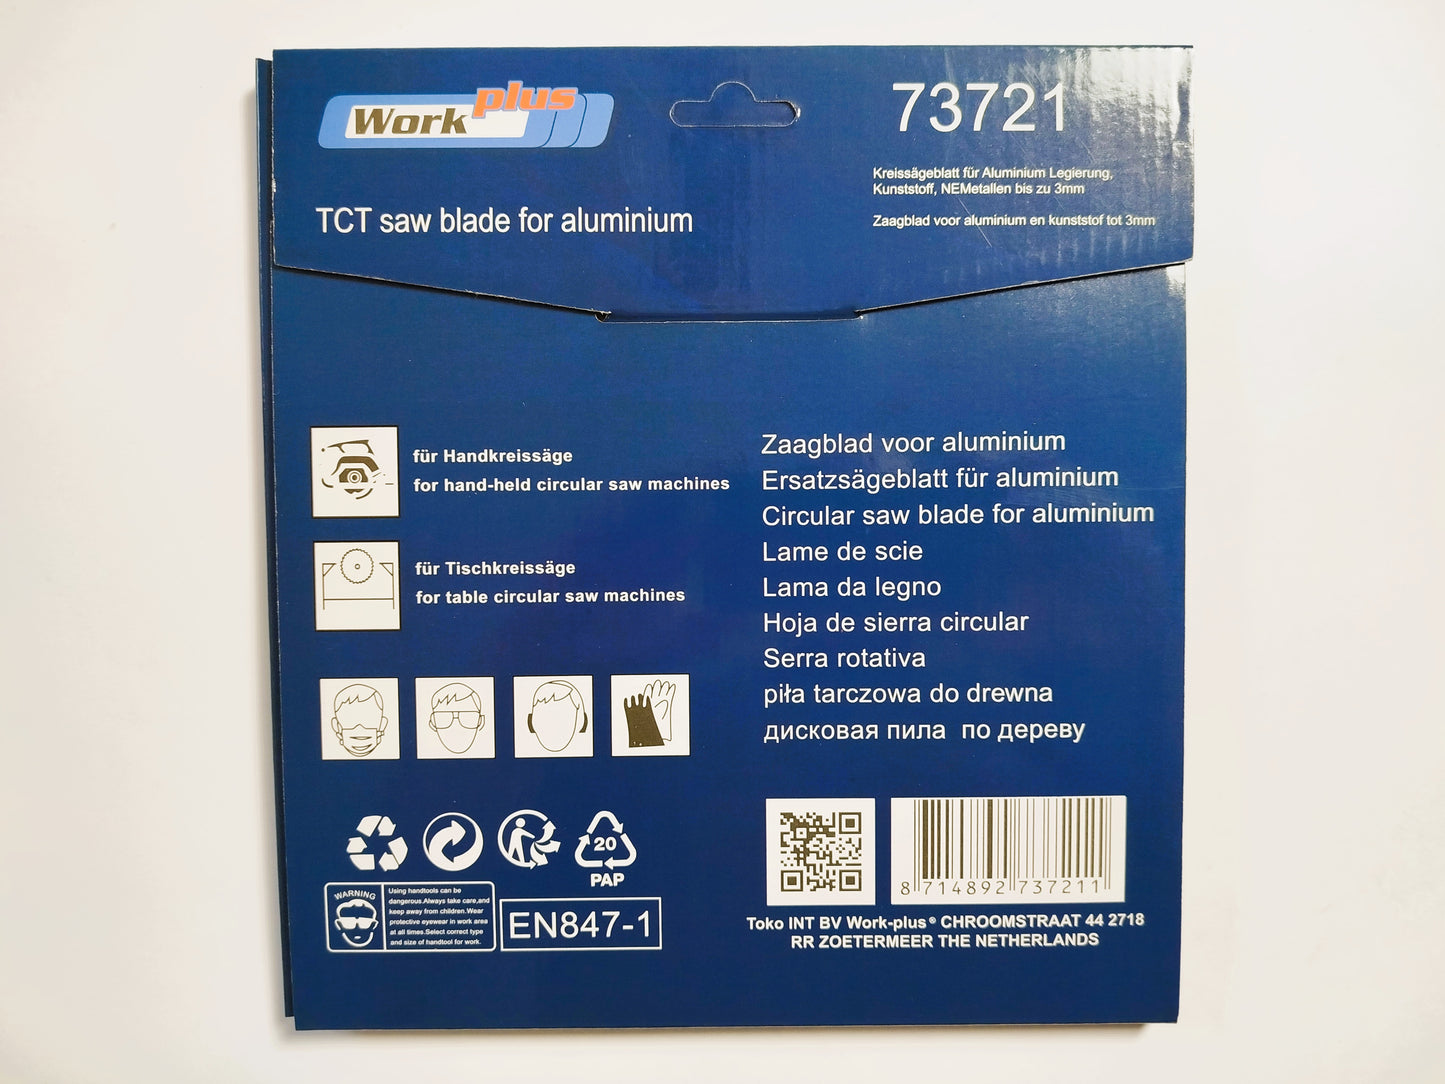 Work plus
73721
Kreissägeblatt für Aluminium Legierung,
Kunststoff, NEMetallen bis zu 3mm
Zaagblad voor aluminium en kunststof tot 3mm
TCT saw blade for aluminium
für Handkreissäge
for hand-held circular saw machines
für Tischkreissäge
for table circular saw machines
Zaagblad voor aluminium
Ersatzsägeblatt für aluminium
Circular saw blade for aluminium
Lame de scie
Lama da legno
Hoja de sierra circular
Serra rotativa
piła tarczowa do drewna
дисковая пила по дереву
20
PAP
WARNING
Using handtools can be
dangerous.Always take care,and
keep away from children.Wear
protective eyewear in work area
at all times.Select correct type
and size of handtool for work.
EN847-1
8 714892 737211
Toko INT BV Work-plus® CHROOMSTRAAT 44 2718
RR ZOETERMEER THE NETHERLANDS